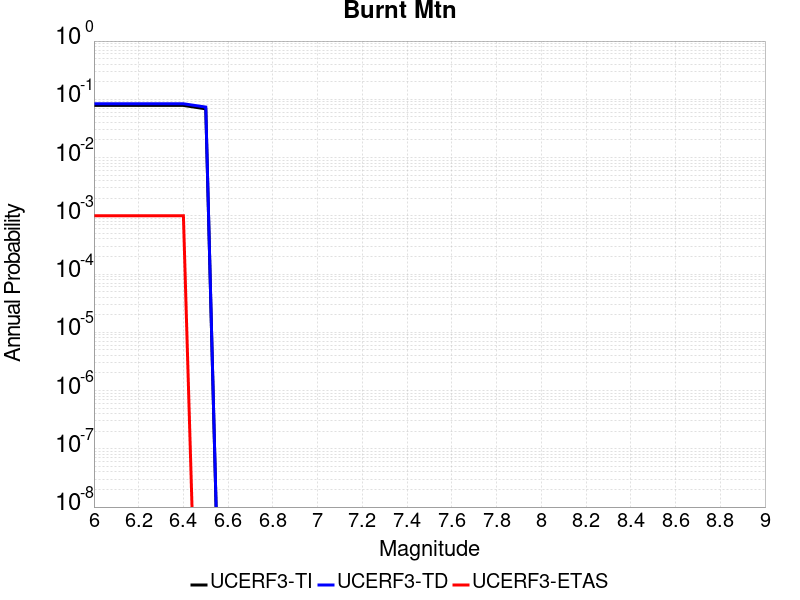 Burnt Mtn
10^0
10^-1
10^-2
10^-3
10^-4
10^-5
10^-6
10^-7
10^-8
Annual Probability
6 6.2 6.4 6.6 6.8 7 7.2 7.4 7.6 7.8 8 8.2 8.4 8.6 8.8 9
Magnitude
UCERF3-TI UCERF3-TD UCERF3-ETAS